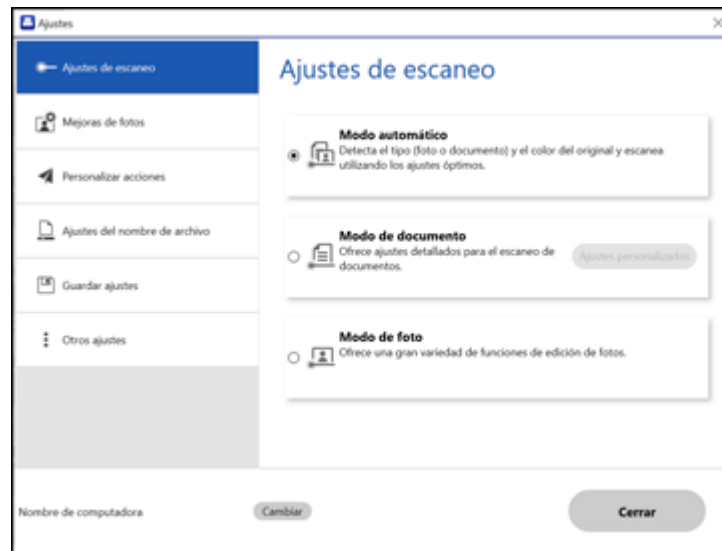 Ajustes
Ajustes de escaneo
Mejoras de fotos
Personalizar acciones
Ajustes del nombre de archivo
Guardar ajustes
Otros ajustes
Ajustes de escaneo
Modo automático
Detecta el tipo (foto o documento) y el color del original y escanea
utilizando los ajustes óptimos.
Modo de documento
Ofrece ajustes detallados para el escaneo de
documentos.
Ajustes personalizados
Modo de foto
Ofrece una gran variedad de funciones de edición de fotos.
Nombre de computadora
Cambiar
Cerrar